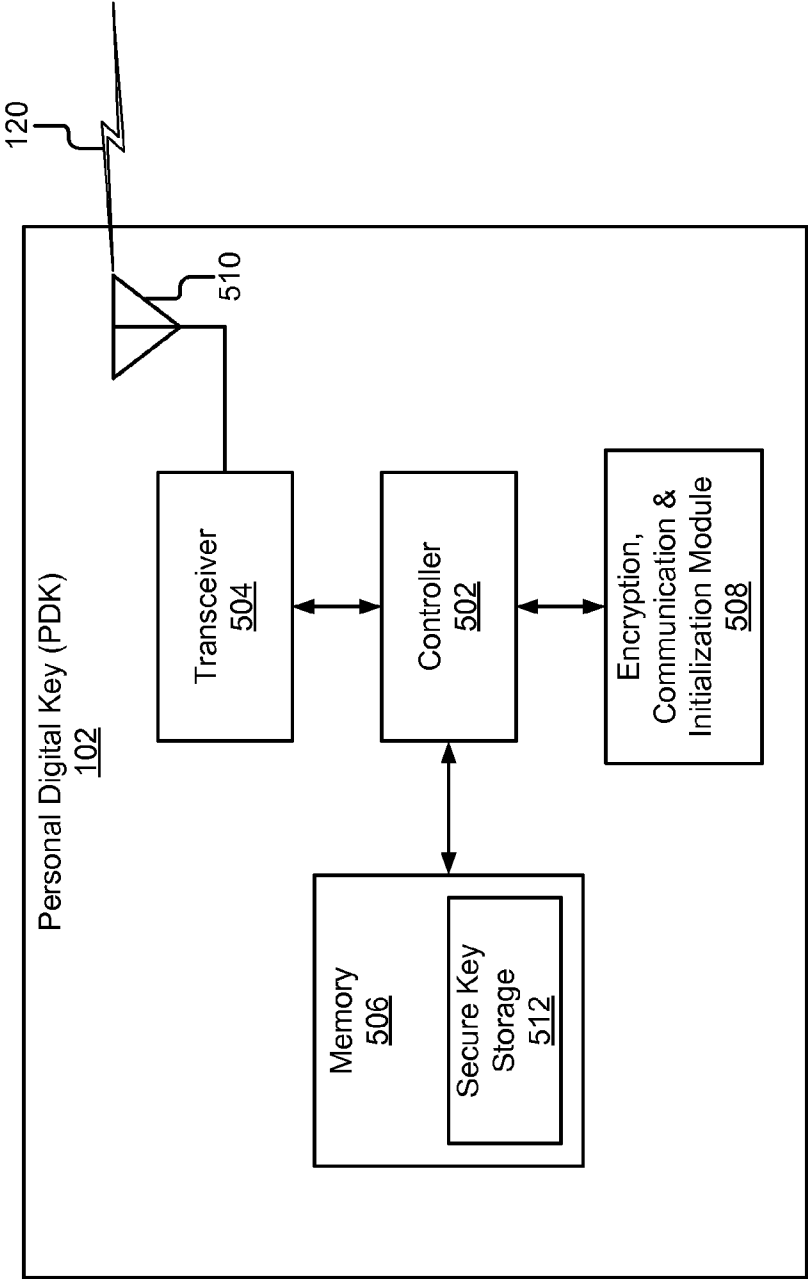 Personal Digital Key (PDK)
102
120
510
Transceiver
504
Memory
506
Secure Key
Storage
512
Controller
502
Encryption,
Communication &
Initialization Module
508